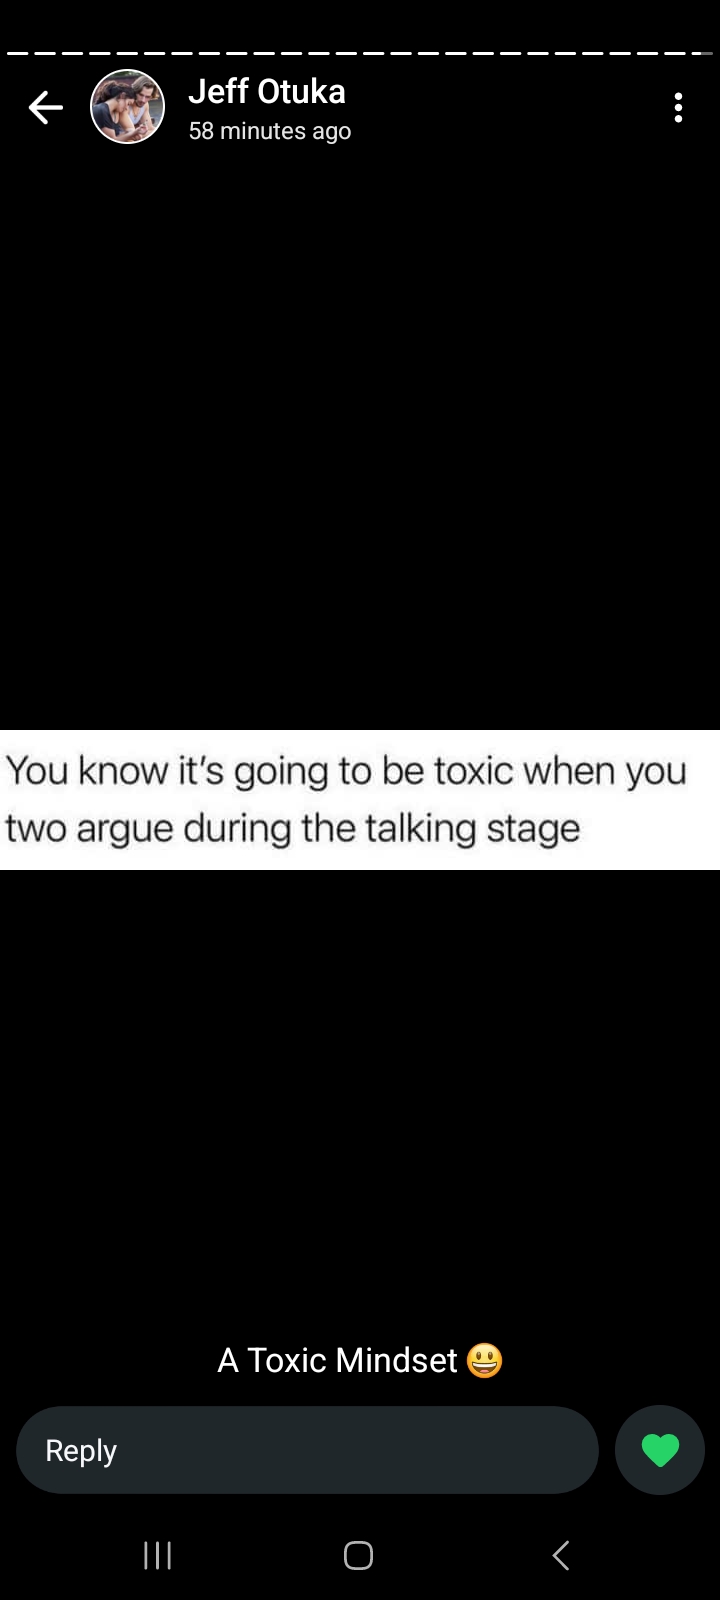 Jeff Otuka
58 minutes ago
You know it's going to be toxic when you
two argue during the talking stage
A Toxic Mindset 😃
Reply